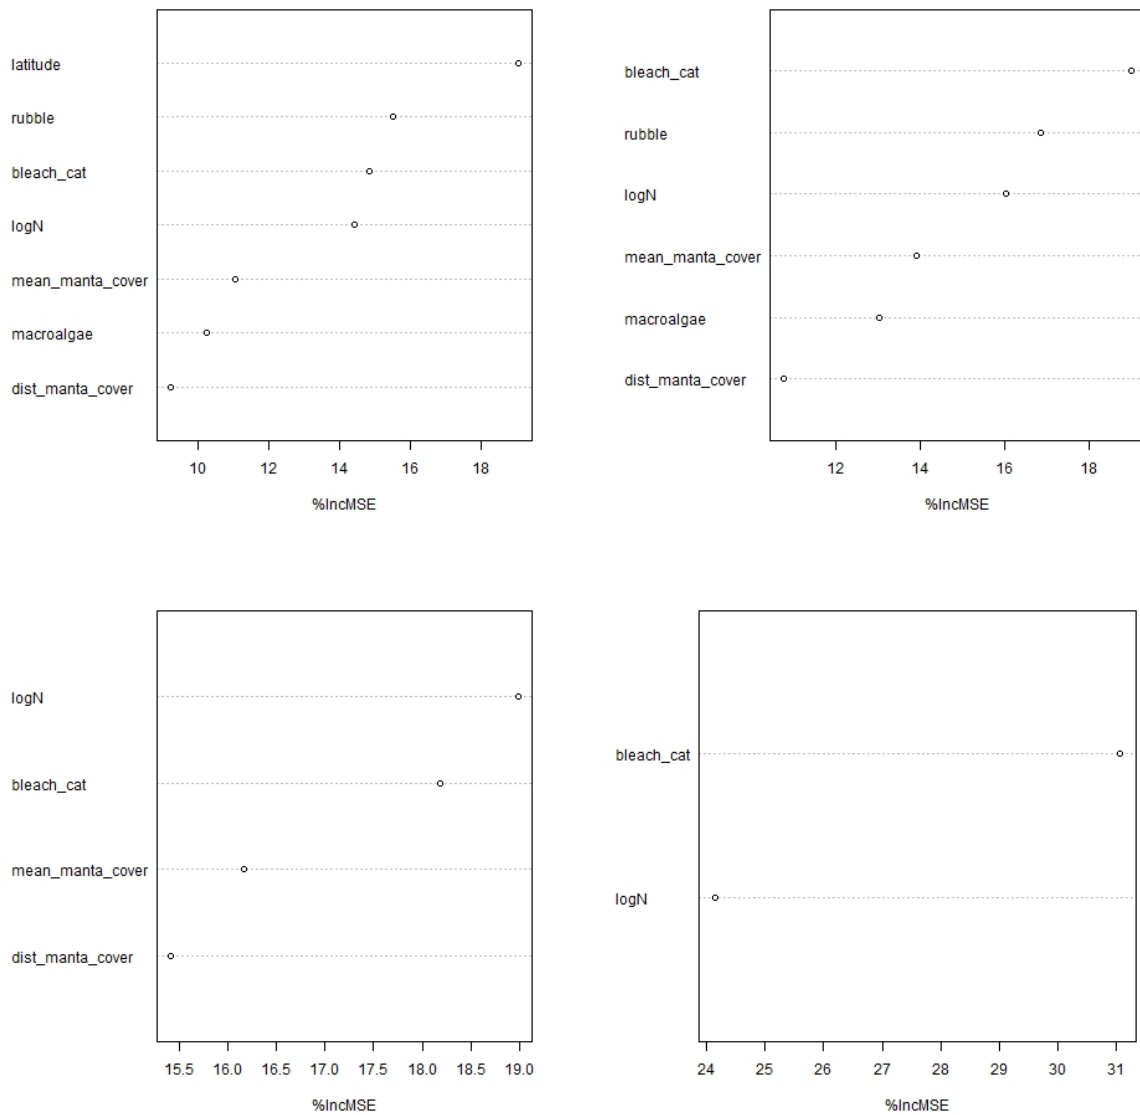 latitude
rubble
bleach_cat
logN
mean_manta_cover
macroalgae
dist_manta_cover
10 12 14 16 18
%IncMSE
bleach_cat
rubble
logN
mean_manta_cover
macroalgae
dist_manta_cover
12 14 16 18
%IncMSE
logN
bleach_cat
mean_manta_cover
dist_manta_cover
15.5 16.0 16.5 17.0 17.5 18.0 18.5 19.0
%IncMSE
bleach_cat
logN
24 25 26 27 28 29 30 31
%IncMSE